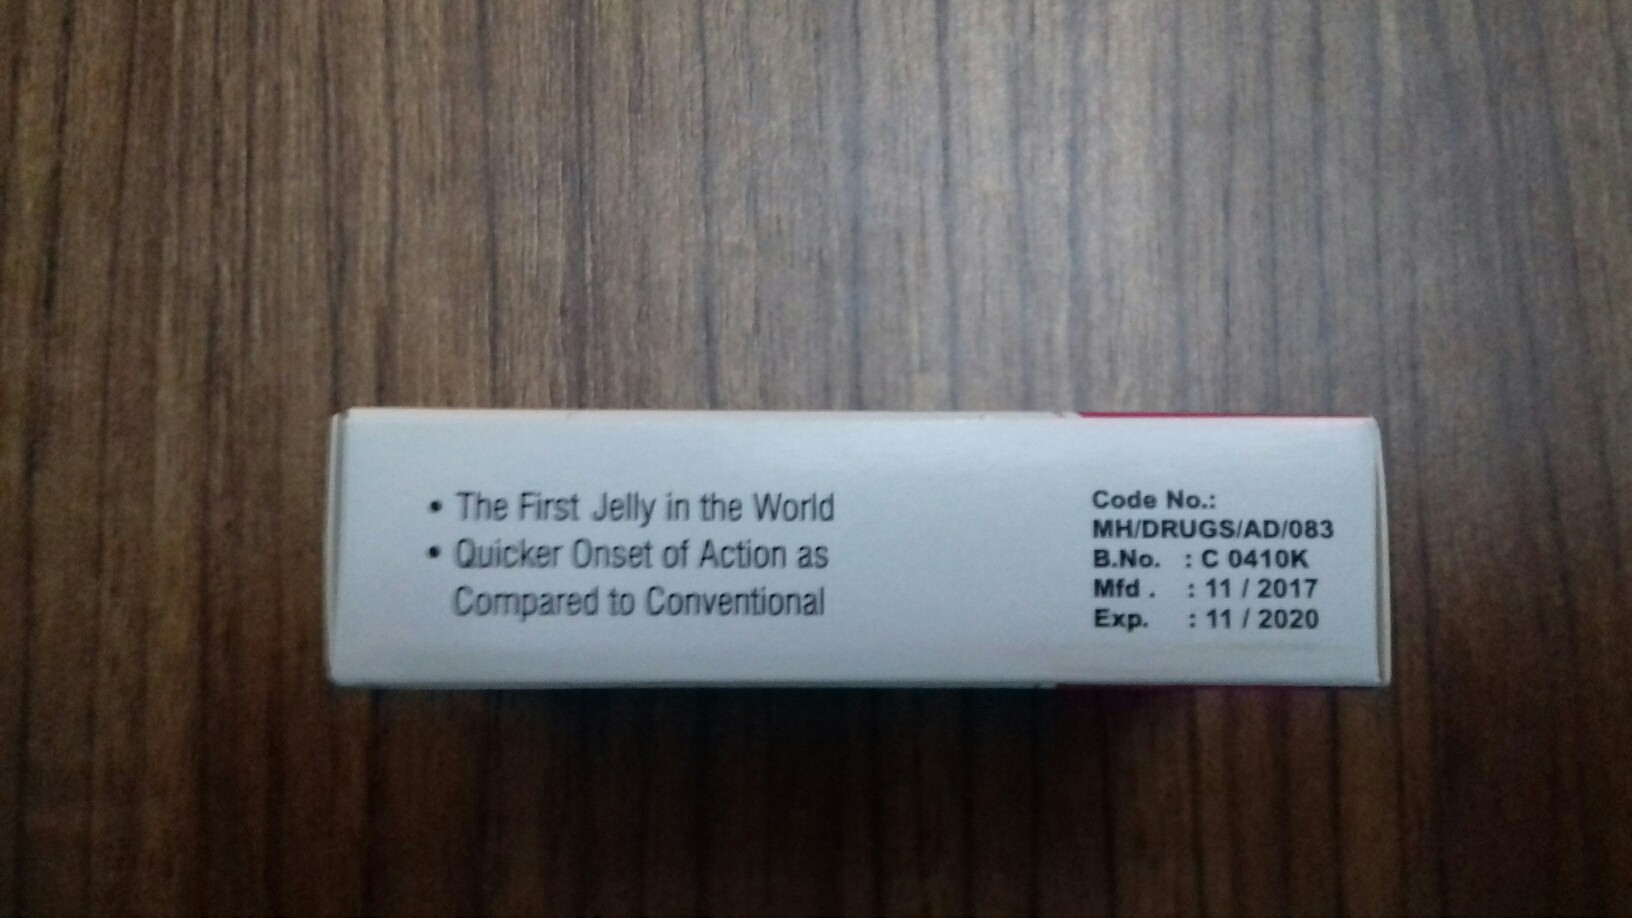 • The First Jelly in the World
• Quicker Onset of Action as
Compared to Conventional
Code No.:
MH/DRUGS/AD/083
B.No. : C 0410K
Mfd . : 11 / 2017
Exp. : 11 / 2020